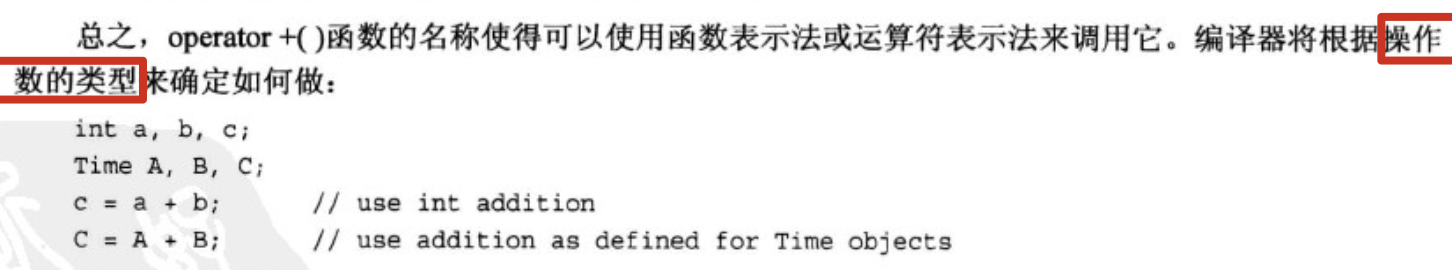 总之，operator +( )函数的名称使得可以使用函数表示法或运算符表示法来调用它。编译器将根据操作
数的类型来确定如何做：
int a, b, c;
Time A, B, C;
c = a + b;        // use int addition
C = A + B;        // use addition as defined for Time objects